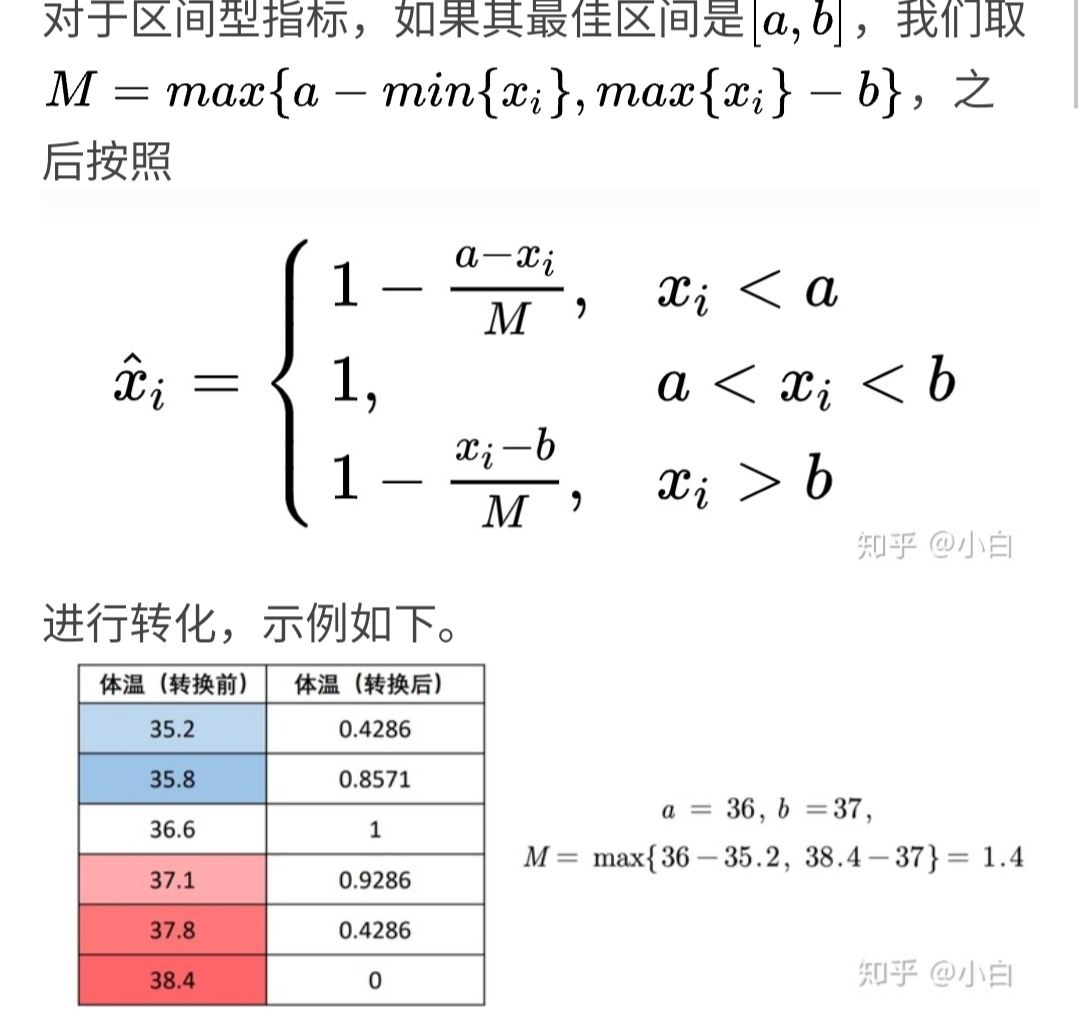 对于区间型指标，如果其最佳区间是[a, b]，我们取
M = max{a − min{x_i}, max{x_i} − b}，之
后按照
x̂_i = { 1 − (a−x_i)/M, x_i < a
1, a < x_i < b
1 − (x_i−b)/M, x_i > b
知乎 @小白
进行转化，示例如下。
体温（转换前） 体温（转换后）
35.2 0.4286
35.8 0.8571
36.6 1
37.1 0.9286
37.8 0.4286
38.4 0
a = 36, b =37,
M = max{36 − 35.2, 38.4 − 37} = 1.4
知乎 @小白